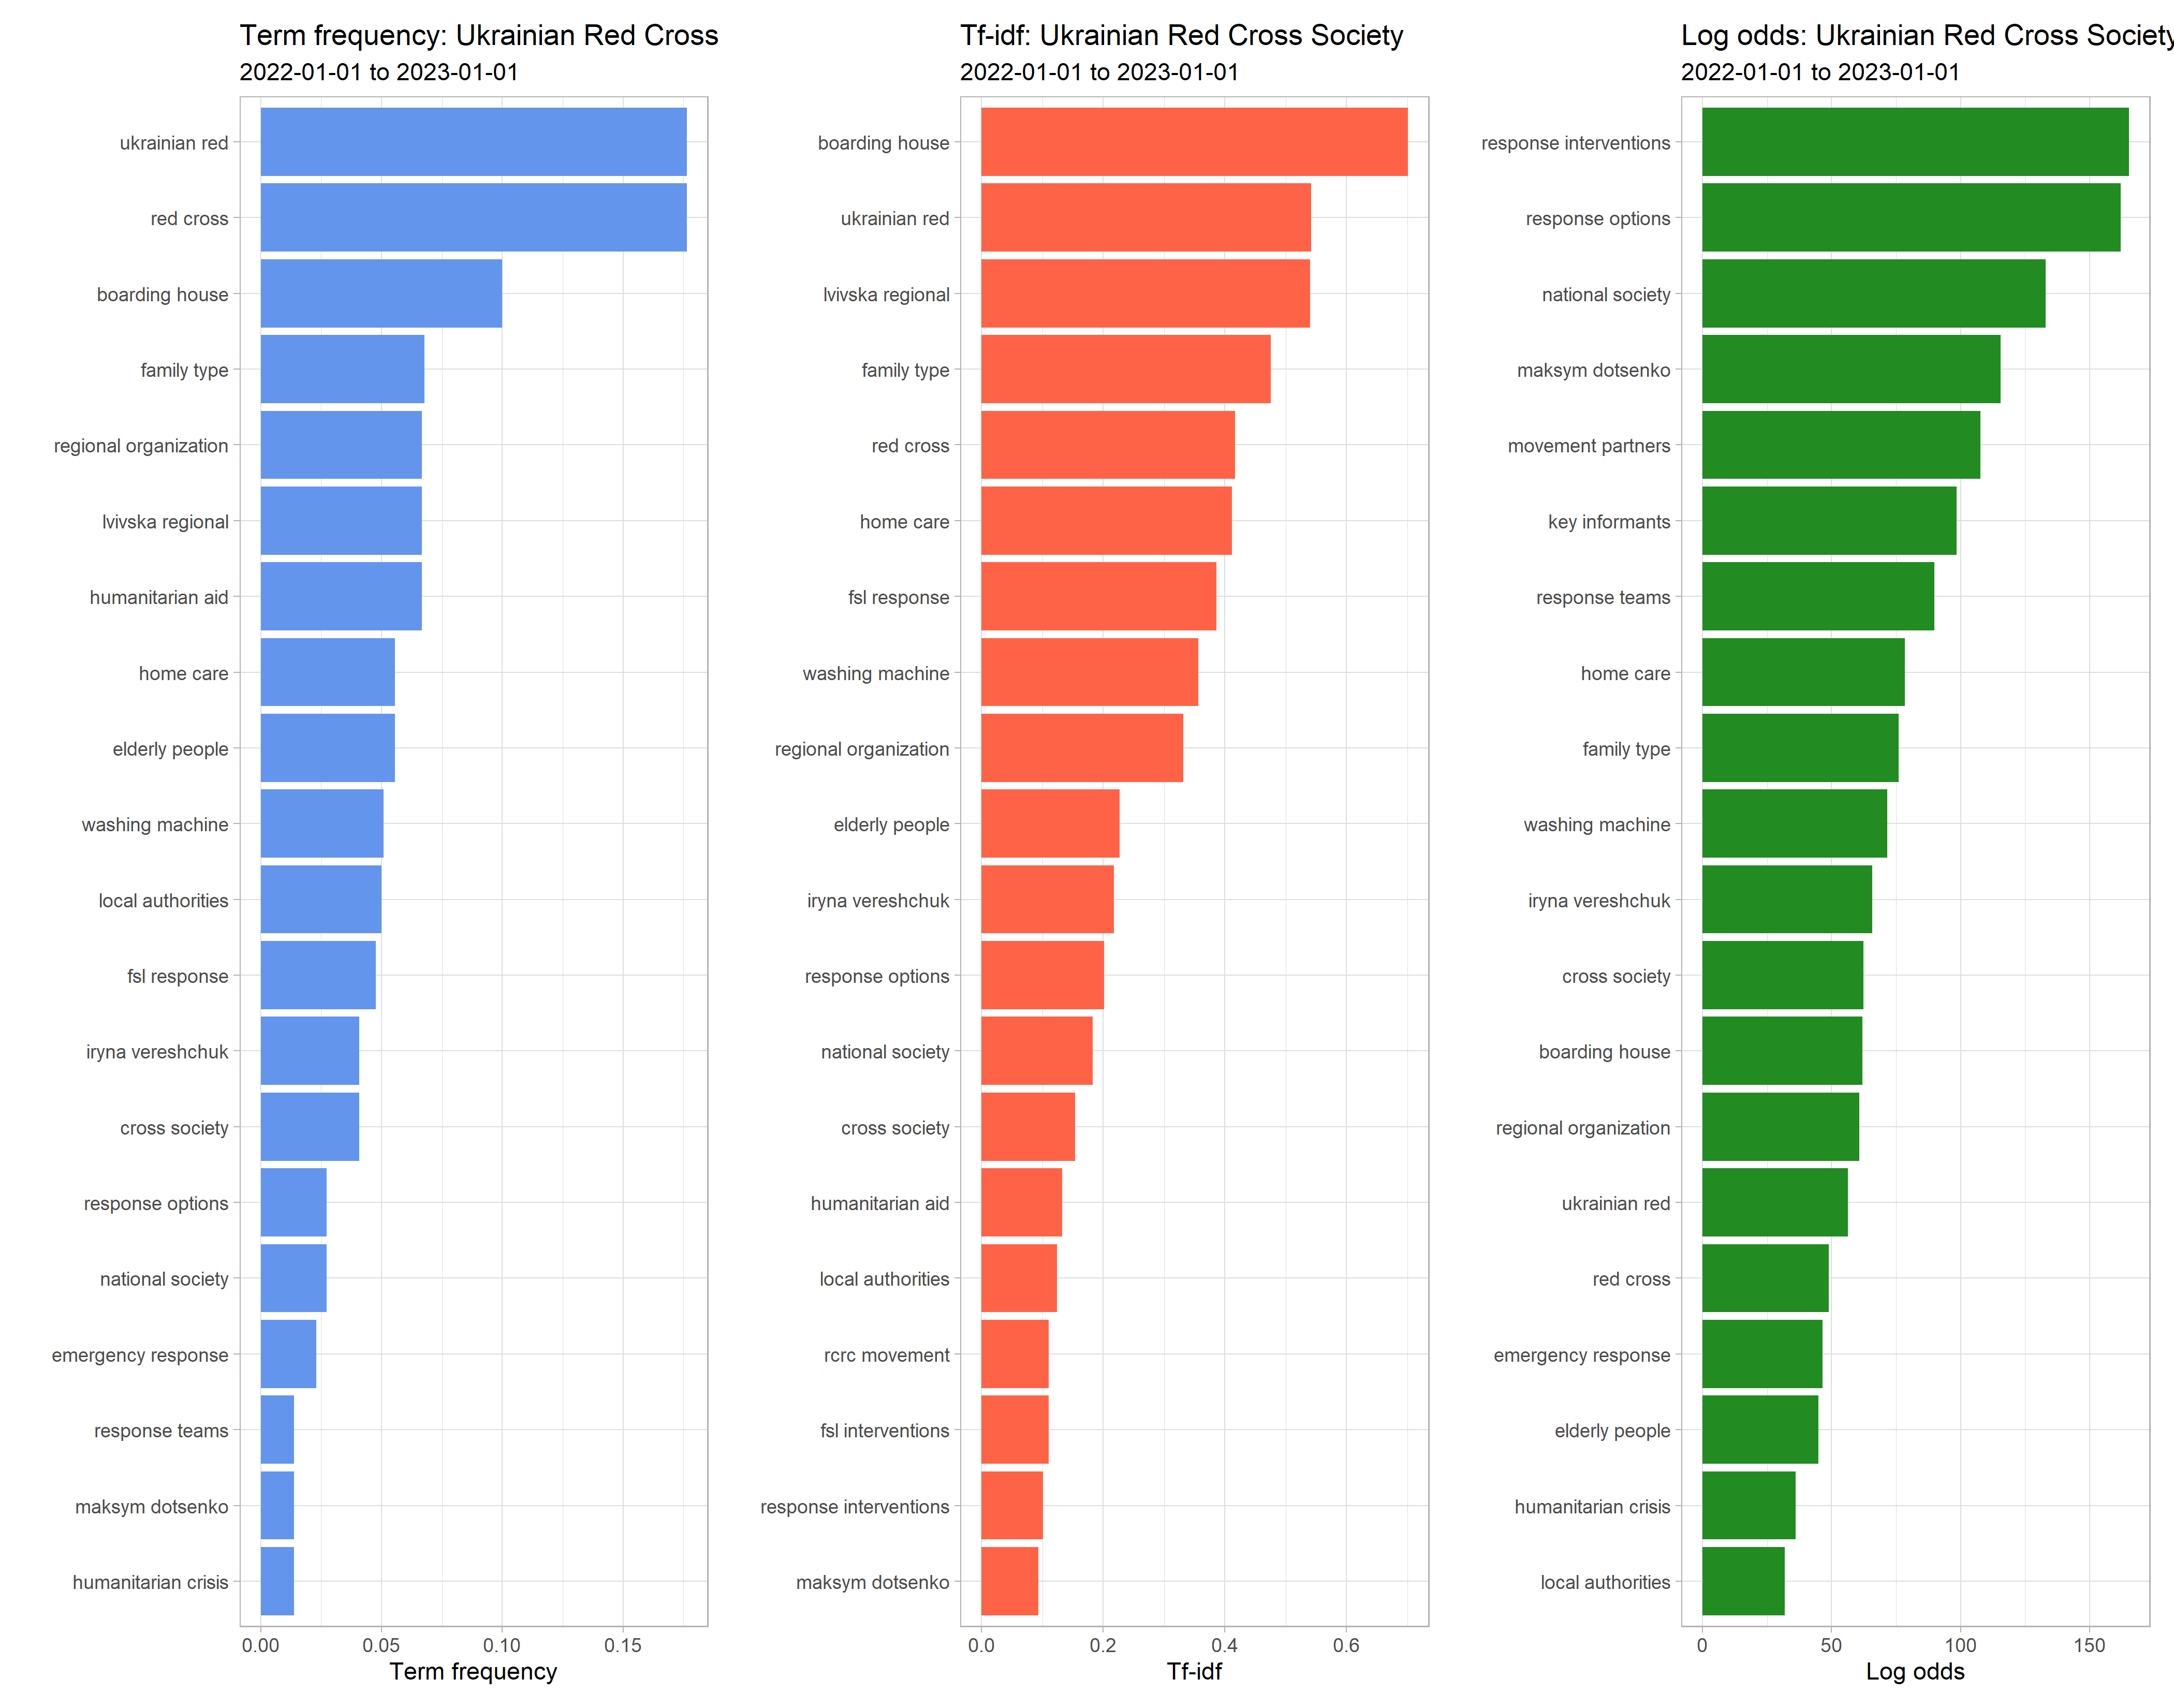 Term frequency: Ukrainian Red Cross
2022-01-01 to 2023-01-01
ukrainian red
red cross
boarding house
family type
regional organization
lvivska regional
humanitarian aid
home care
elderly people
washing machine
local authorities
fsl response
iryna vereshchuk
cross society
response options
national society
emergency response
response teams
maksym dotsenko
humanitarian crisis
0.00 0.05 0.10 0.15
Term frequency
Tf-idf: Ukrainian Red Cross Society
2022-01-01 to 2023-01-01
boarding house
ukrainian red
lvivska regional
family type
red cross
home care
fsl response
washing machine
regional organization
elderly people
iryna vereshchuk
response options
national society
cross society
humanitarian aid
local authorities
rcrc movement
fsl interventions
response interventions
maksym dotsenko
0.0 0.2 0.4 0.6
Tf-idf
Log odds: Ukrainian Red Cross Society
2022-01-01 to 2023-01-01
response interventions
response options
national society
maksym dotsenko
movement partners
key informants
response teams
home care
family type
washing machine
iryna vereshchuk
cross society
boarding house
regional organization
ukrainian red
red cross
emergency response
elderly people
humanitarian crisis
local authorities
0 50 100 150
Log odds